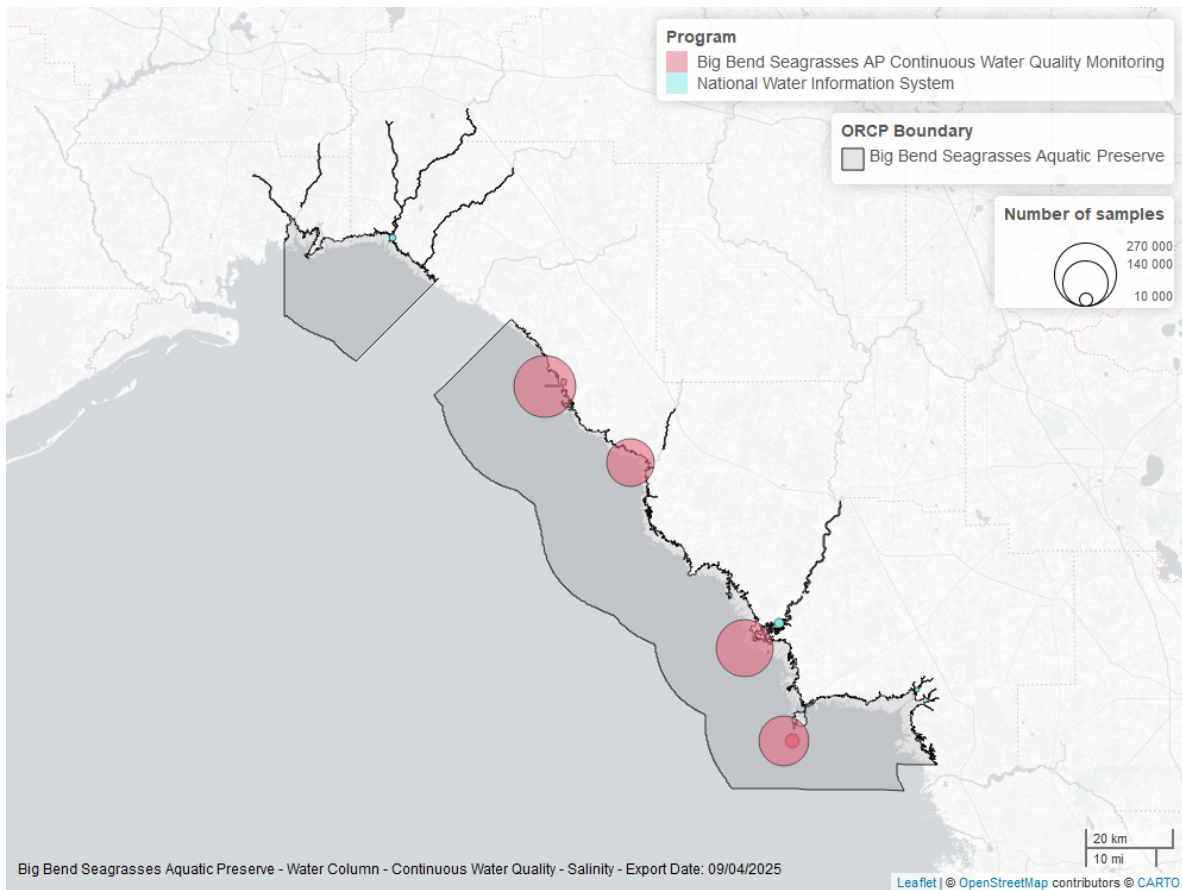 Program
Big Bend Seagrasses AP Continuous Water Quality Monitoring
National Water Information System
ORCP Boundary
Big Bend Seagrasses Aquatic Preserve
Number of samples
270 000
140 000
10 000
20 km
10 mi
Big Bend Seagrasses Aquatic Preserve - Water Column - Continuous Water Quality - Salinity - Export Date: 09/04/2025
Leaflet | © OpenStreetMap contributors © CARTO